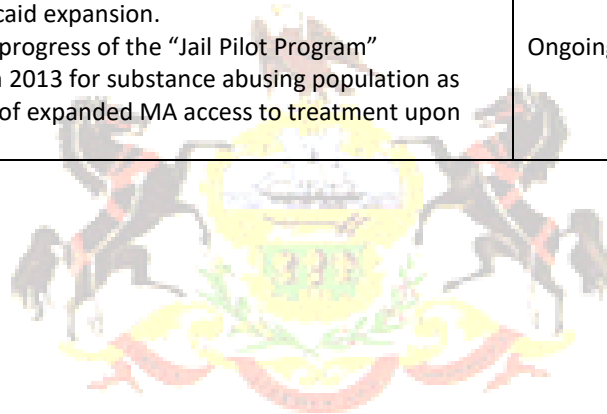 caid expansion.
progress of the “Jail Pilot Program”
Ongoing
2013 for substance abusing population as
of expanded MA access to treatment upon